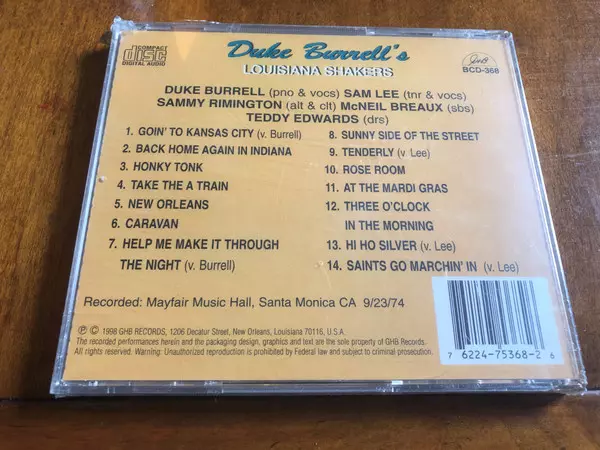 COMPACT
disc
DIGITAL AUDIO
Duke Burrell's
LOUISIANA SHAKERS
GHB
BCD-368
DUKE BURRELL (pno & vocs) SAM LEE (tnr & vocs)
SAMMY RIMINGTON (alt & clt) McNEIL BREAUX (sbs)
TEDDY EDWARDS (drs)
1. GOIN' TO KANSAS CITY (v. Burrell)
2. BACK HOME AGAIN IN INDIANA
3. HONKY TONK
4. TAKE THE A TRAIN
5. NEW ORLEANS
6. CARAVAN
7. HELP ME MAKE IT THROUGH
THE NIGHT (v. Burrell)
8. SUNNY SIDE OF THE STREET
9. TENDERLY (v. Lee)
10. ROSE ROOM
11. AT THE MARDI GRAS
12. THREE O'CLOCK
IN THE MORNING
13. HI HO SILVER (v. Lee)
14. SAINTS GO MARCHIN' IN (v. Lee)
Recorded: Mayfair Music Hall, Santa Monica CA 9/23/74
℗ © 1998 GHB RECORDS, 1206 Decatur Street, New Orleans, Louisiana 70116, U.S.A.
The recorded performances herein and the packaging design, graphics and text are the sole property of GHB Records.
All rights reserved. Warning: Unauthorized reproduction is prohibited by Federal law and subject to criminal prosecution.
7 62247-75368-2 6